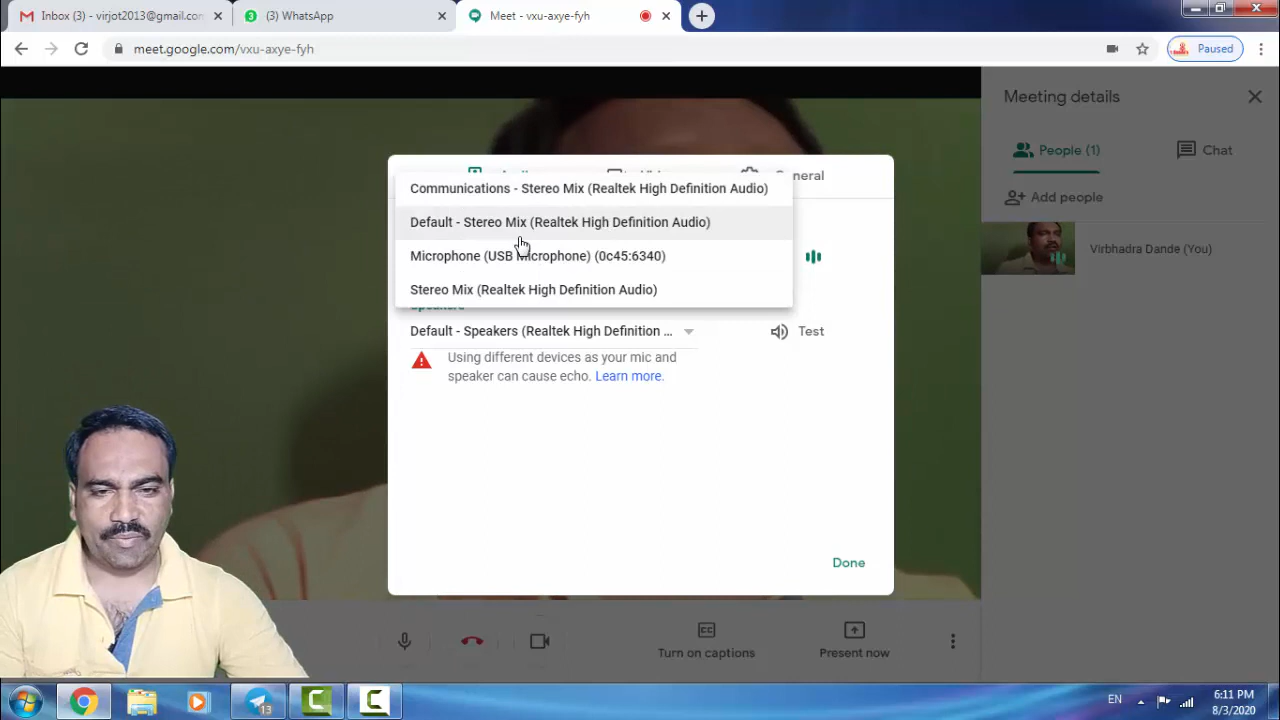 Inbox (3) - virjot2013@gmail.con
(3) WhatsApp
Meet - vxu-axye-fyh
meet.google.com/vxu-axye-fyh
Paused
Meeting details
People (1)
Chat
Add people
Virbhadra Dande (You)
General
Communications - Stereo Mix (Realtek High Definition Audio)
Default - Stereo Mix (Realtek High Definition Audio)
Microphone (USB Microphone) (0c45:6340)
Stereo Mix (Realtek High Definition Audio)
Speakers
Default - Speakers (Realtek High Definition ...
Test
Using different devices as your mic and
speaker can cause echo. Learn more.
Done
Turn on captions
Present now
13
EN
6:11 PM
8/3/2020